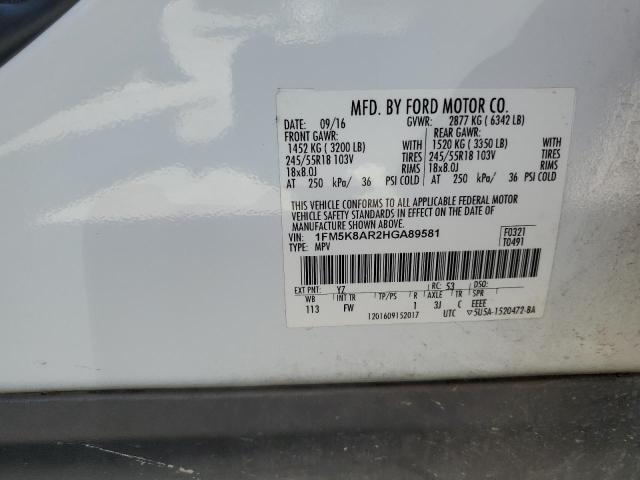 MFD. BY FORD MOTOR CO.
DATE: 09/16 GVWR: 2877 KG ( 6342 LB)
FRONT GAWR: REAR GAWR:
1452 KG ( 3200 LB) WITH 1520 KG ( 3350 LB) WITH
245/55R18 103V TIRES 245/55R18 103V TIRES
18x8.0J RIMS 18x8.0J RIMS
AT 250 kPa/ 36 PSI COLD AT 250 kPa/ 36 PSI COLD
THIS VEHICLE CONFORMS TO ALL APPLICABLE FEDERAL MOTOR
VEHICLE SAFETY STANDARDS IN EFFECT ON THE DATE OF
MANUFACTURE SHOWN ABOVE.
VIN: 1FM5K8AR2HGA89581 F0321
TYPE: MPV T0491
EXT PNT: YZ RC: 53 DSO:
WB INT TR TP/PS R AXLE TR SPR
113 FW 1 3J C EEEE
1201609152017 UTC ▽5U5A-1520472-BA